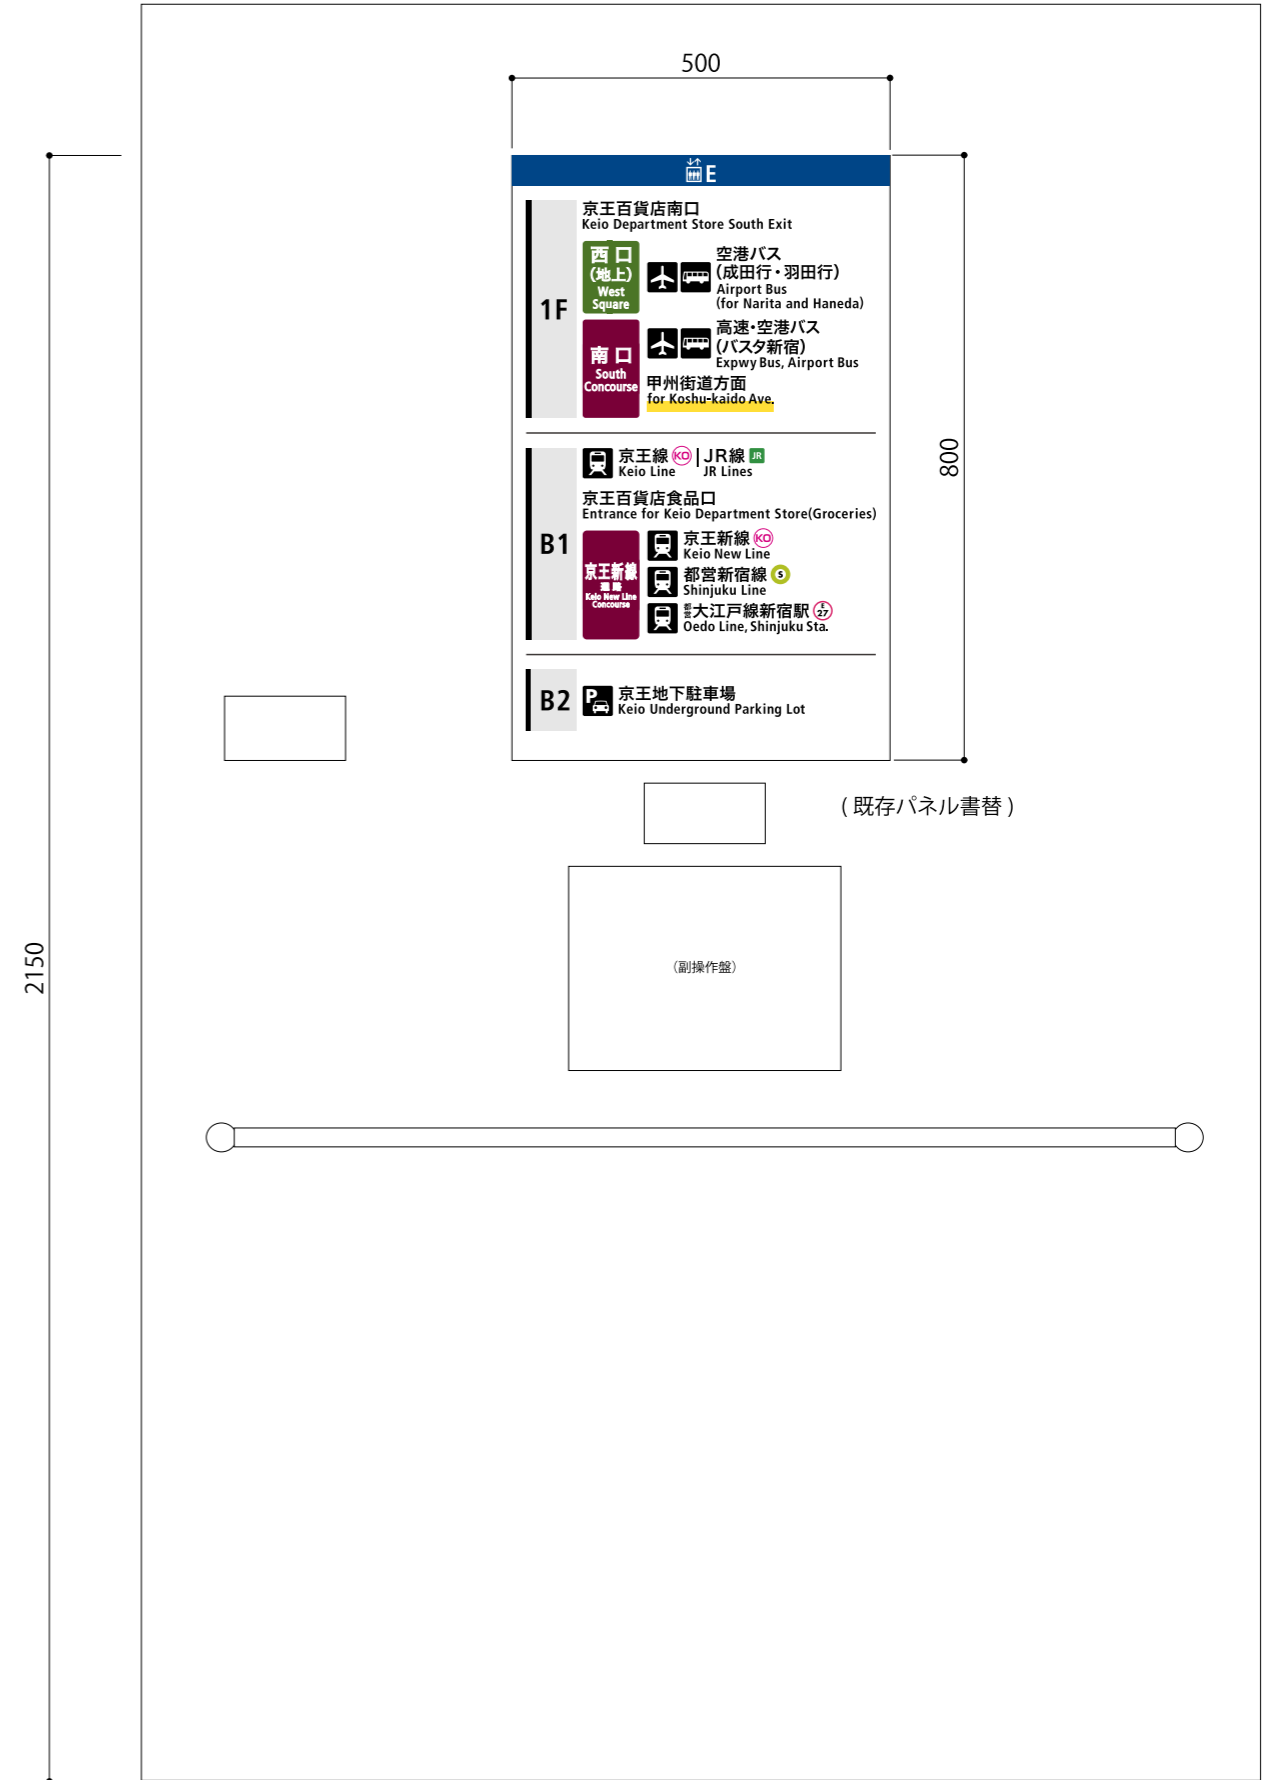 500
E
京王百貨店南口
Keio Department Store South Exit
1F
西口
(地上)
West
Square
空港バス
(成田行・羽田行)
Airport Bus
(for Narita and Haneda)
南口
South
Concourse
高速・空港バス
(バスタ新宿)
Expwy Bus, Airport Bus
甲州街道方面
for Koshu-kaido Ave.
800
京王線 KO | JR線 JR
Keio Line JR Lines
京王百貨店食品口
Entrance for Keio Department Store(Groceries)
B1
京王新線
通路
Keio New Line
Concourse
京王新線 KO
Keio New Line
都営新宿線 S
Shinjuku Line
都営大江戸線新宿駅 E 27
Oedo Line, Shinjuku Sta.
B2
P
京王地下駐車場
Keio Underground Parking Lot
(既存パネル書替)
2150
(副操作盤)